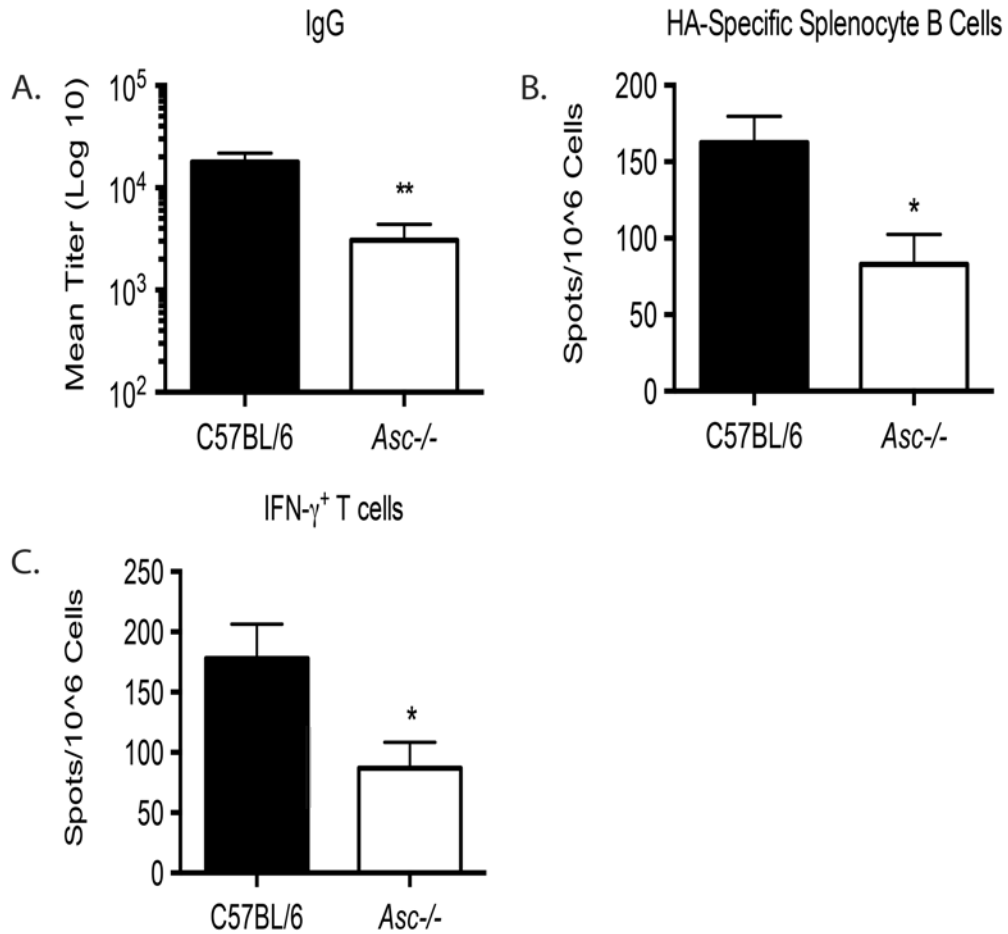 IgG
A.
Mean Titer (Log 10)
10^5
10^4
10^3
10^2
**
C57BL/6
Asc-/-
HA-Specific Splenocyte B Cells
B.
Spots/10^6 Cells
200
150
100
50
0
*
C57BL/6
Asc-/-
IFN-γ⁺ T cells
C.
Spots/10^6 Cells
250
200
150
100
50
0
*
C57BL/6
Asc-/-